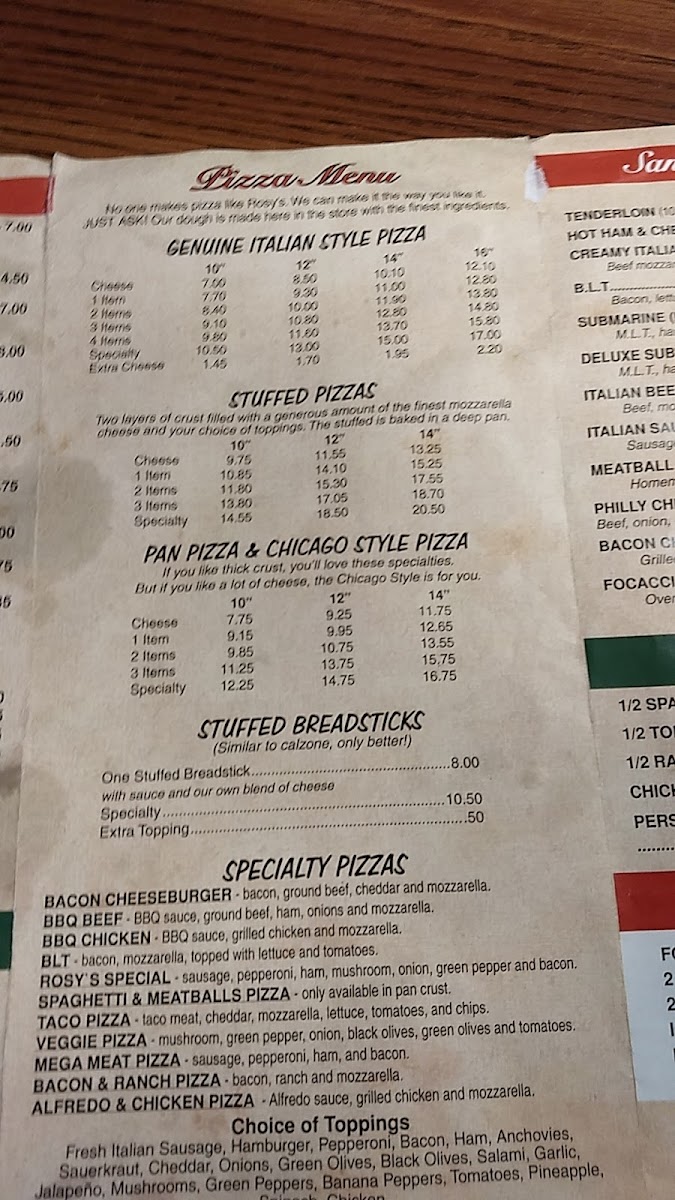 Pizza Menu
No one makes pizza like Rosy's. We can make it the way you like it.
JUST ASK! Our dough is made here in the store with the finest ingredients.
GENUINE ITALIAN STYLE PIZZA
10" 12" 14" 16"
Cheese 7.00 8.50 10.10 12.10
1 Item 7.70 9.30 11.00 12.80
2 Items 8.40 10.00 11.90 13.80
3 Items 9.10 10.80 12.80 14.80
4 Items 9.80 11.60 13.70 15.80
Specialty 10.50 13.00 15.00 17.00
Extra Cheese 1.45 1.70 1.95 2.20
STUFFED PIZZAS
Two layers of crust filled with a generous amount of the finest mozzarella
cheese and your choice of toppings. The stuffed is baked in a deep pan.
10" 12" 14"
Cheese 9.75 11.55 13.25
1 Item 10.85 14.10 15.25
2 Items 11.80 15.30 17.55
3 Items 13.80 17.05 18.70
Specialty 14.55 18.50 20.50
PAN PIZZA & CHICAGO STYLE PIZZA
If you like thick crust, you'll love these specialties.
But if you like a lot of cheese, the Chicago Style is for you.
10" 12" 14"
Cheese 7.75 9.25 11.75
1 Item 9.15 9.95 12.65
2 Items 9.85 10.75 13.55
3 Items 11.25 13.75 15.75
Specialty 12.25 14.75 16.75
STUFFED BREADSTICKS
(Similar to calzone, only better!)
One Stuffed Breadstick..................................................8.00
with sauce and our own blend of cheese
Specialty......................................................................10.50
Extra Topping......................................................................50
SPECIALTY PIZZAS
BACON CHEESEBURGER - bacon, ground beef, cheddar and mozzarella.
BBQ BEEF - BBQ sauce, ground beef, ham, onions and mozzarella.
BBQ CHICKEN - BBQ sauce, grilled chicken and mozzarella.
BLT - bacon, mozzarella, topped with lettuce and tomatoes.
ROSY'S SPECIAL - sausage, pepperoni, ham, mushroom, onion, green pepper and bacon.
SPAGHETTI & MEATBALLS PIZZA - only available in pan crust.
TACO PIZZA - taco meat, cheddar, mozzarella, lettuce, tomatoes, and chips.
VEGGIE PIZZA - mushroom, green pepper, onion, black olives, green olives and tomatoes.
MEGA MEAT PIZZA - sausage, pepperoni, ham, and bacon.
BACON & RANCH PIZZA - bacon, ranch and mozzarella.
ALFREDO & CHICKEN PIZZA - Alfredo sauce, grilled chicken and mozzarella.
Choice of Toppings
Fresh Italian Sausage, Hamburger, Pepperoni, Bacon, Ham, Anchovies,
Sauerkraut, Cheddar, Onions, Green Olives, Black Olives, Salami, Garlic,
Jalapeño, Mushrooms, Green Peppers, Banana Peppers, Tomatoes, Pineapple,
Chicken
San
TENDERLOIN (10
HOT HAM & CHE
CREAMY ITALIA
Beef mozzar
B.L.T.
Bacon, lett
SUBMARINE (
M.L.T., ha
DELUXE SUB
M.L.T., ha
ITALIAN BEE
Beef, mo
ITALIAN SAU
Sausag
MEATBALL
Homem
PHILLY CH
Beef, onion,
BACON C
Grille
FOCACCI
Over
1/2 SPA
1/2 TO
1/2 RA
CHICK
PERS
7.00
4.50
7.00
.50
.75